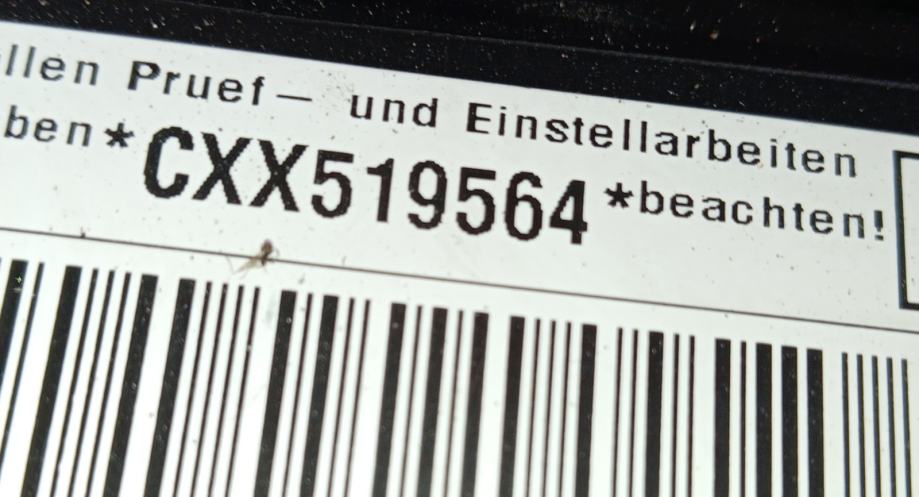 llen Pruef– und Einstellarbeiten
ben*CXX519564*beachten!